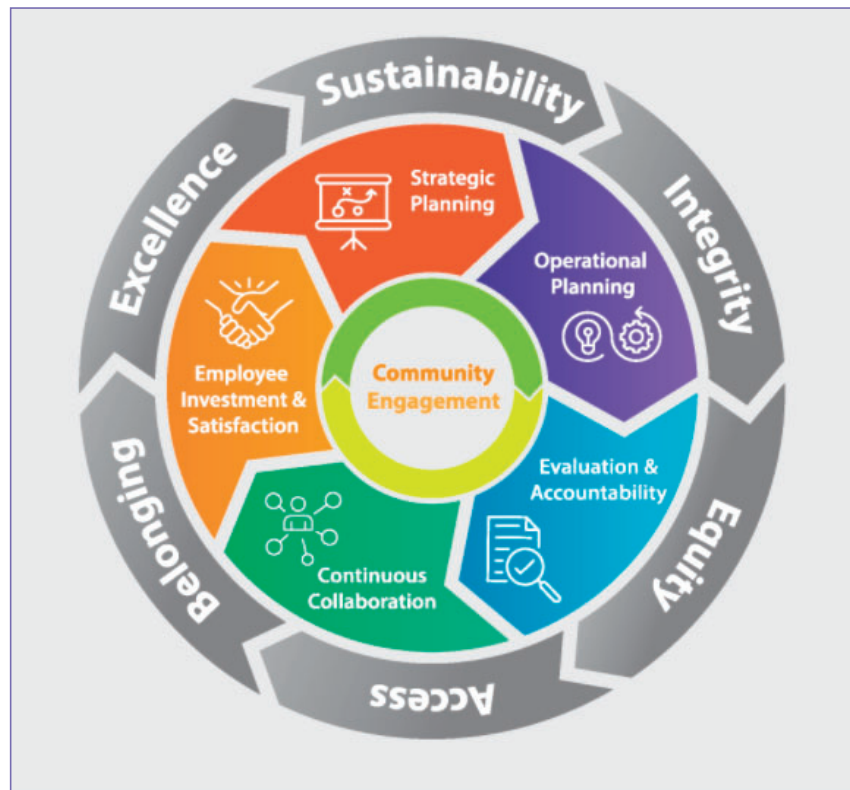 Sustainability
Integrity
Equity
Access
Belonging
Excellence
Strategic
Planning
Operational
Planning
Evaluation &
Accountability
Continuous
Collaboration
Employee
Investment &
Satisfaction
Community
Engagement